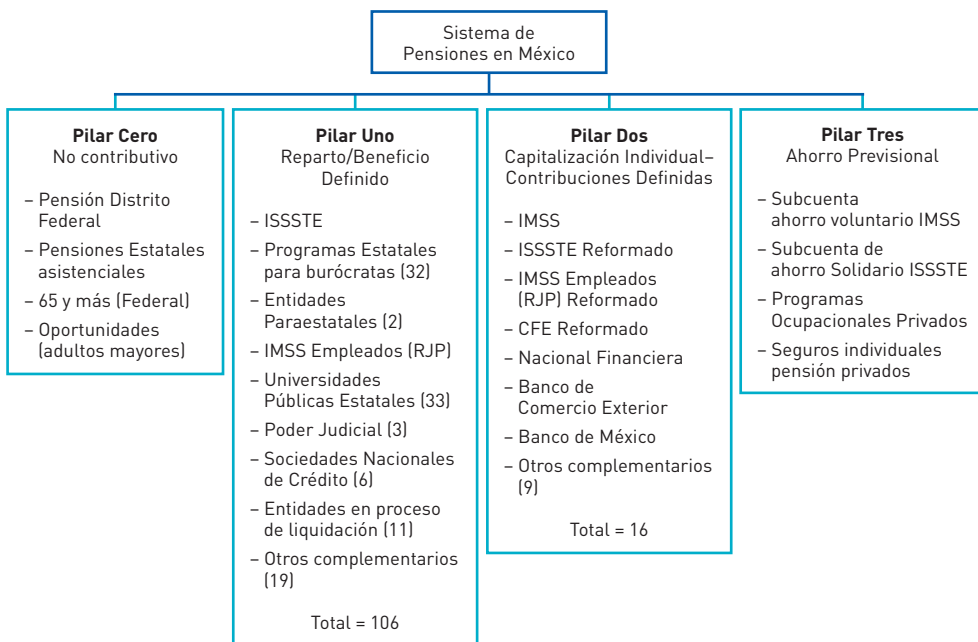 Sistema de
Pensiones en México
Pilar Cero
No contributivo
– Pensión Distrito
Federal
– Pensiones Estatales
asistenciales
– 65 y más (Federal)
– Oportunidades
(adultos mayores)
Pilar Uno
Reparto/Beneficio
Definido
– ISSSTE
– Programas Estatales
para burócratas (32)
– Entidades
Paraestatales (2)
– IMSS Empleados (RJP)
– Universidades
Públicas Estatales (33)
– Poder Judicial (3)
– Sociedades Nacionales
de Crédito (6)
– Entidades en proceso
de liquidación (11)
– Otros complementarios
(19)
Total = 106
Pilar Dos
Capitalización Individual–
Contribuciones Definidas
– IMSS
– ISSSTE Reformado
– IMSS Empleados
(RJP) Reformado
– CFE Reformado
– Nacional Financiera
– Banco de
Comercio Exterior
– Banco de México
– Otros complementarios
(9)
Total = 16
Pilar Tres
Ahorro Previsional
– Subcuenta
ahorro voluntario IMSS
– Subcuenta de
ahorro Solidario ISSSTE
– Programas
Ocupacionales Privados
– Seguros individuales
pensión privados